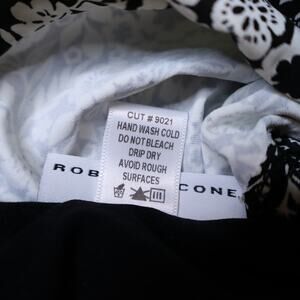 CUT # 9021
HAND WASH COLD
DO NOT BLEACH
DRIP DRY
AVOID ROUGH
SURFACES
ROB CONE